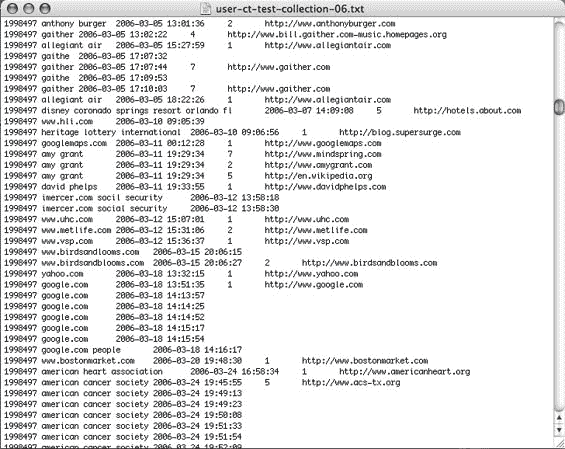 user-ct-test-collection-06.txt
1998497 anthony burger 2006-03-05 13:01:36 2 http://www.anthonyburger.com
1998497 gaither 2006-03-05 13:02:22 4 http://www.bill.gaither.com-music.homepages.org
1998497 allegiant air 2006-03-05 15:27:59 1 http://www.allegiantair.com
1998497 gaithe 2006-03-05 17:07:32
1998497 gaither 2006-03-05 17:07:44 7 http://www.gaither.com
1998497 gaithe 2006-03-05 17:09:53
1998497 gaither 2006-03-05 17:10:03 7 http://www.gaither.com
1998497 allegiant air 2006-03-05 18:22:26 1 http://www.allegiantair.com
1998497 disney coronado springs resort orlando fl 2006-03-07 14:09:08 5 http://hotels.about.com
1998497 www.hli.com 2006-03-10 09:05:39
1998497 heritage lottery international 2006-03-10 09:06:56 1 http://blog.supersurge.com
1998497 googlemaps.com 2006-03-11 00:12:28 1 http://www.googlemaps.com
1998497 amy grant 2006-03-11 19:29:34 7 http://www.mindspring.com
1998497 amy grant 2006-03-11 19:29:34 2 http://www.amygrant.com
1998497 amy grant 2006-03-11 19:29:34 5 http://en.wikipedia.org
1998497 david phelps 2006-03-11 19:33:55 1 http://www.davidphelps.com
1998497 imercer.com socil security 2006-03-12 13:58:18
1998497 imercer.com social security 2006-03-12 13:58:30
1998497 www.uhc.com 2006-03-12 15:07:01 1 http://www.uhc.com
1998497 www.metlife.com 2006-03-12 15:31:06 2 http://www.metlife.com
1998497 www.vsp.com 2006-03-12 15:36:37 1 http://www.vsp.com
1998497 www.birdsandlooms.com 2006-03-15 20:06:15
1998497 www.birdsandblooms.com 2006-03-15 20:06:27 2 http://www.birdsandblooms.com
1998497 yahoo.com 2006-03-18 13:32:15 1 http://www.yahoo.com
1998497 google.com 2006-03-18 13:51:35 1 http://www.google.com
1998497 google.com 2006-03-18 14:13:57
1998497 google.com 2006-03-18 14:14:25
1998497 google.com 2006-03-18 14:14:52
1998497 google.com 2006-03-18 14:15:17
1998497 google.com 2006-03-18 14:15:54
1998497 google.com people 2006-03-18 14:16:17
1998497 www.bostonmarket.com 2006-03-20 19:48:30 1 http://www.bostonmarket.com
1998497 american heart association 2006-03-24 16:58:34 1 http://www.americanheart.org
1998497 american cancer society 2006-03-24 19:45:55 5 http://www.acs-tx.org
1998497 american cancer society 2006-03-24 19:49:13
1998497 american cancer society 2006-03-24 19:49:23
1998497 american cancer society 2006-03-24 19:50:08
1998497 american cancer society 2006-03-24 19:51:33
1998497 american cancer society 2006-03-24 19:51:54
1998497 american cancer society 2006-03-24 19:52:09